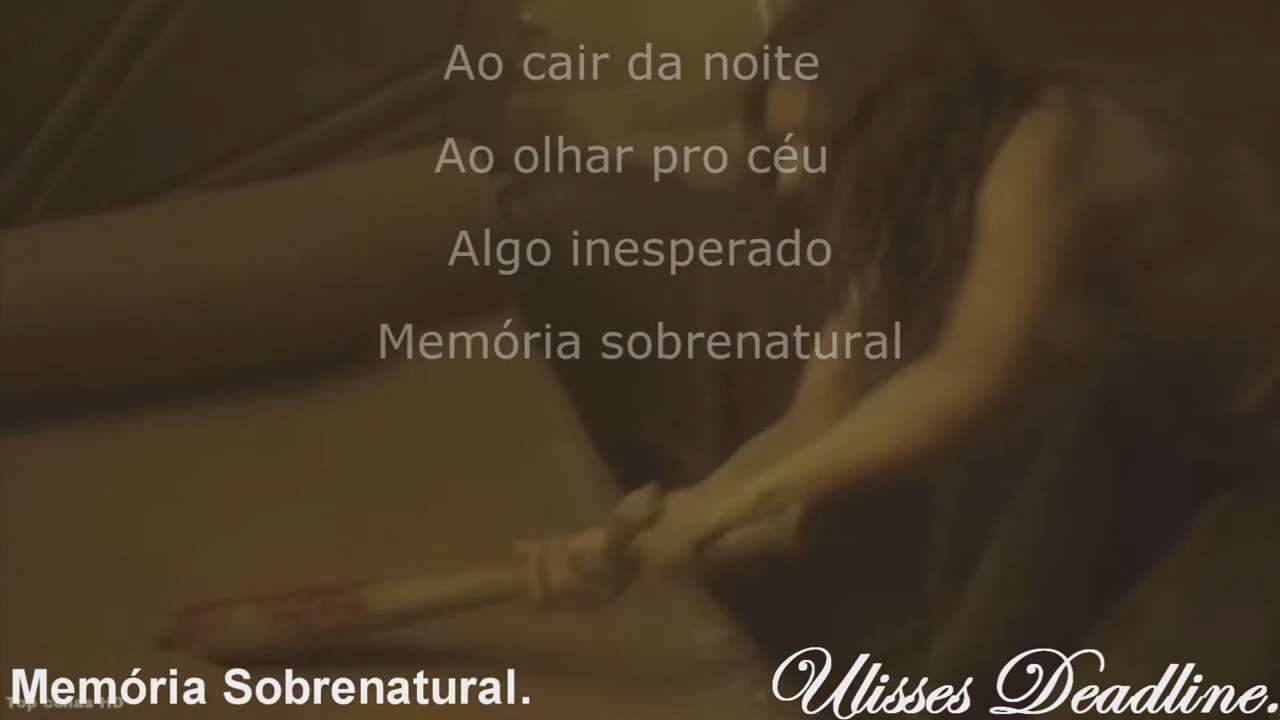 Ao cair da noite
Ao olhar pro céu
Algo inesperado
Memória sobrenatural
Memória Sobrenatural.
Ulisses Deadline.